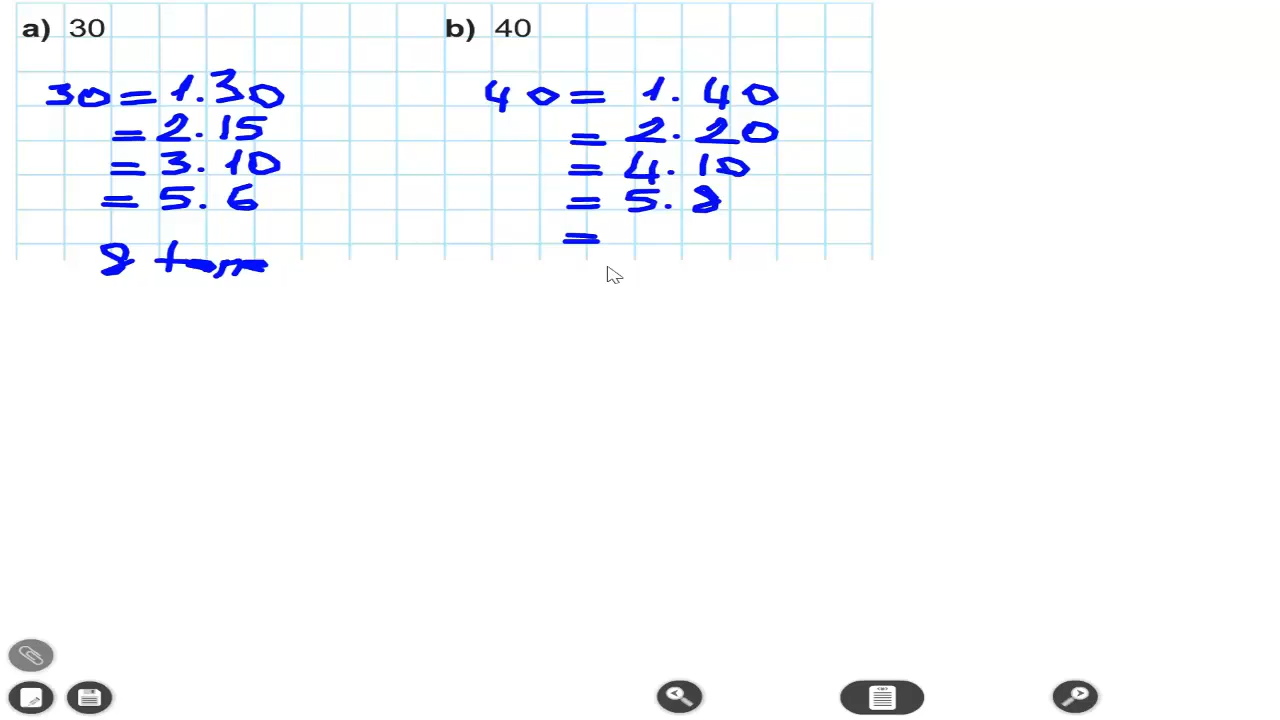 a) 30
30 = 1 . 30
= 2 . 15
= 3 . 10
= 5 . 6
8 tane
b) 40
40 = 1 . 40
= 2 . 20
= 4 . 10
= 5 . 8
=